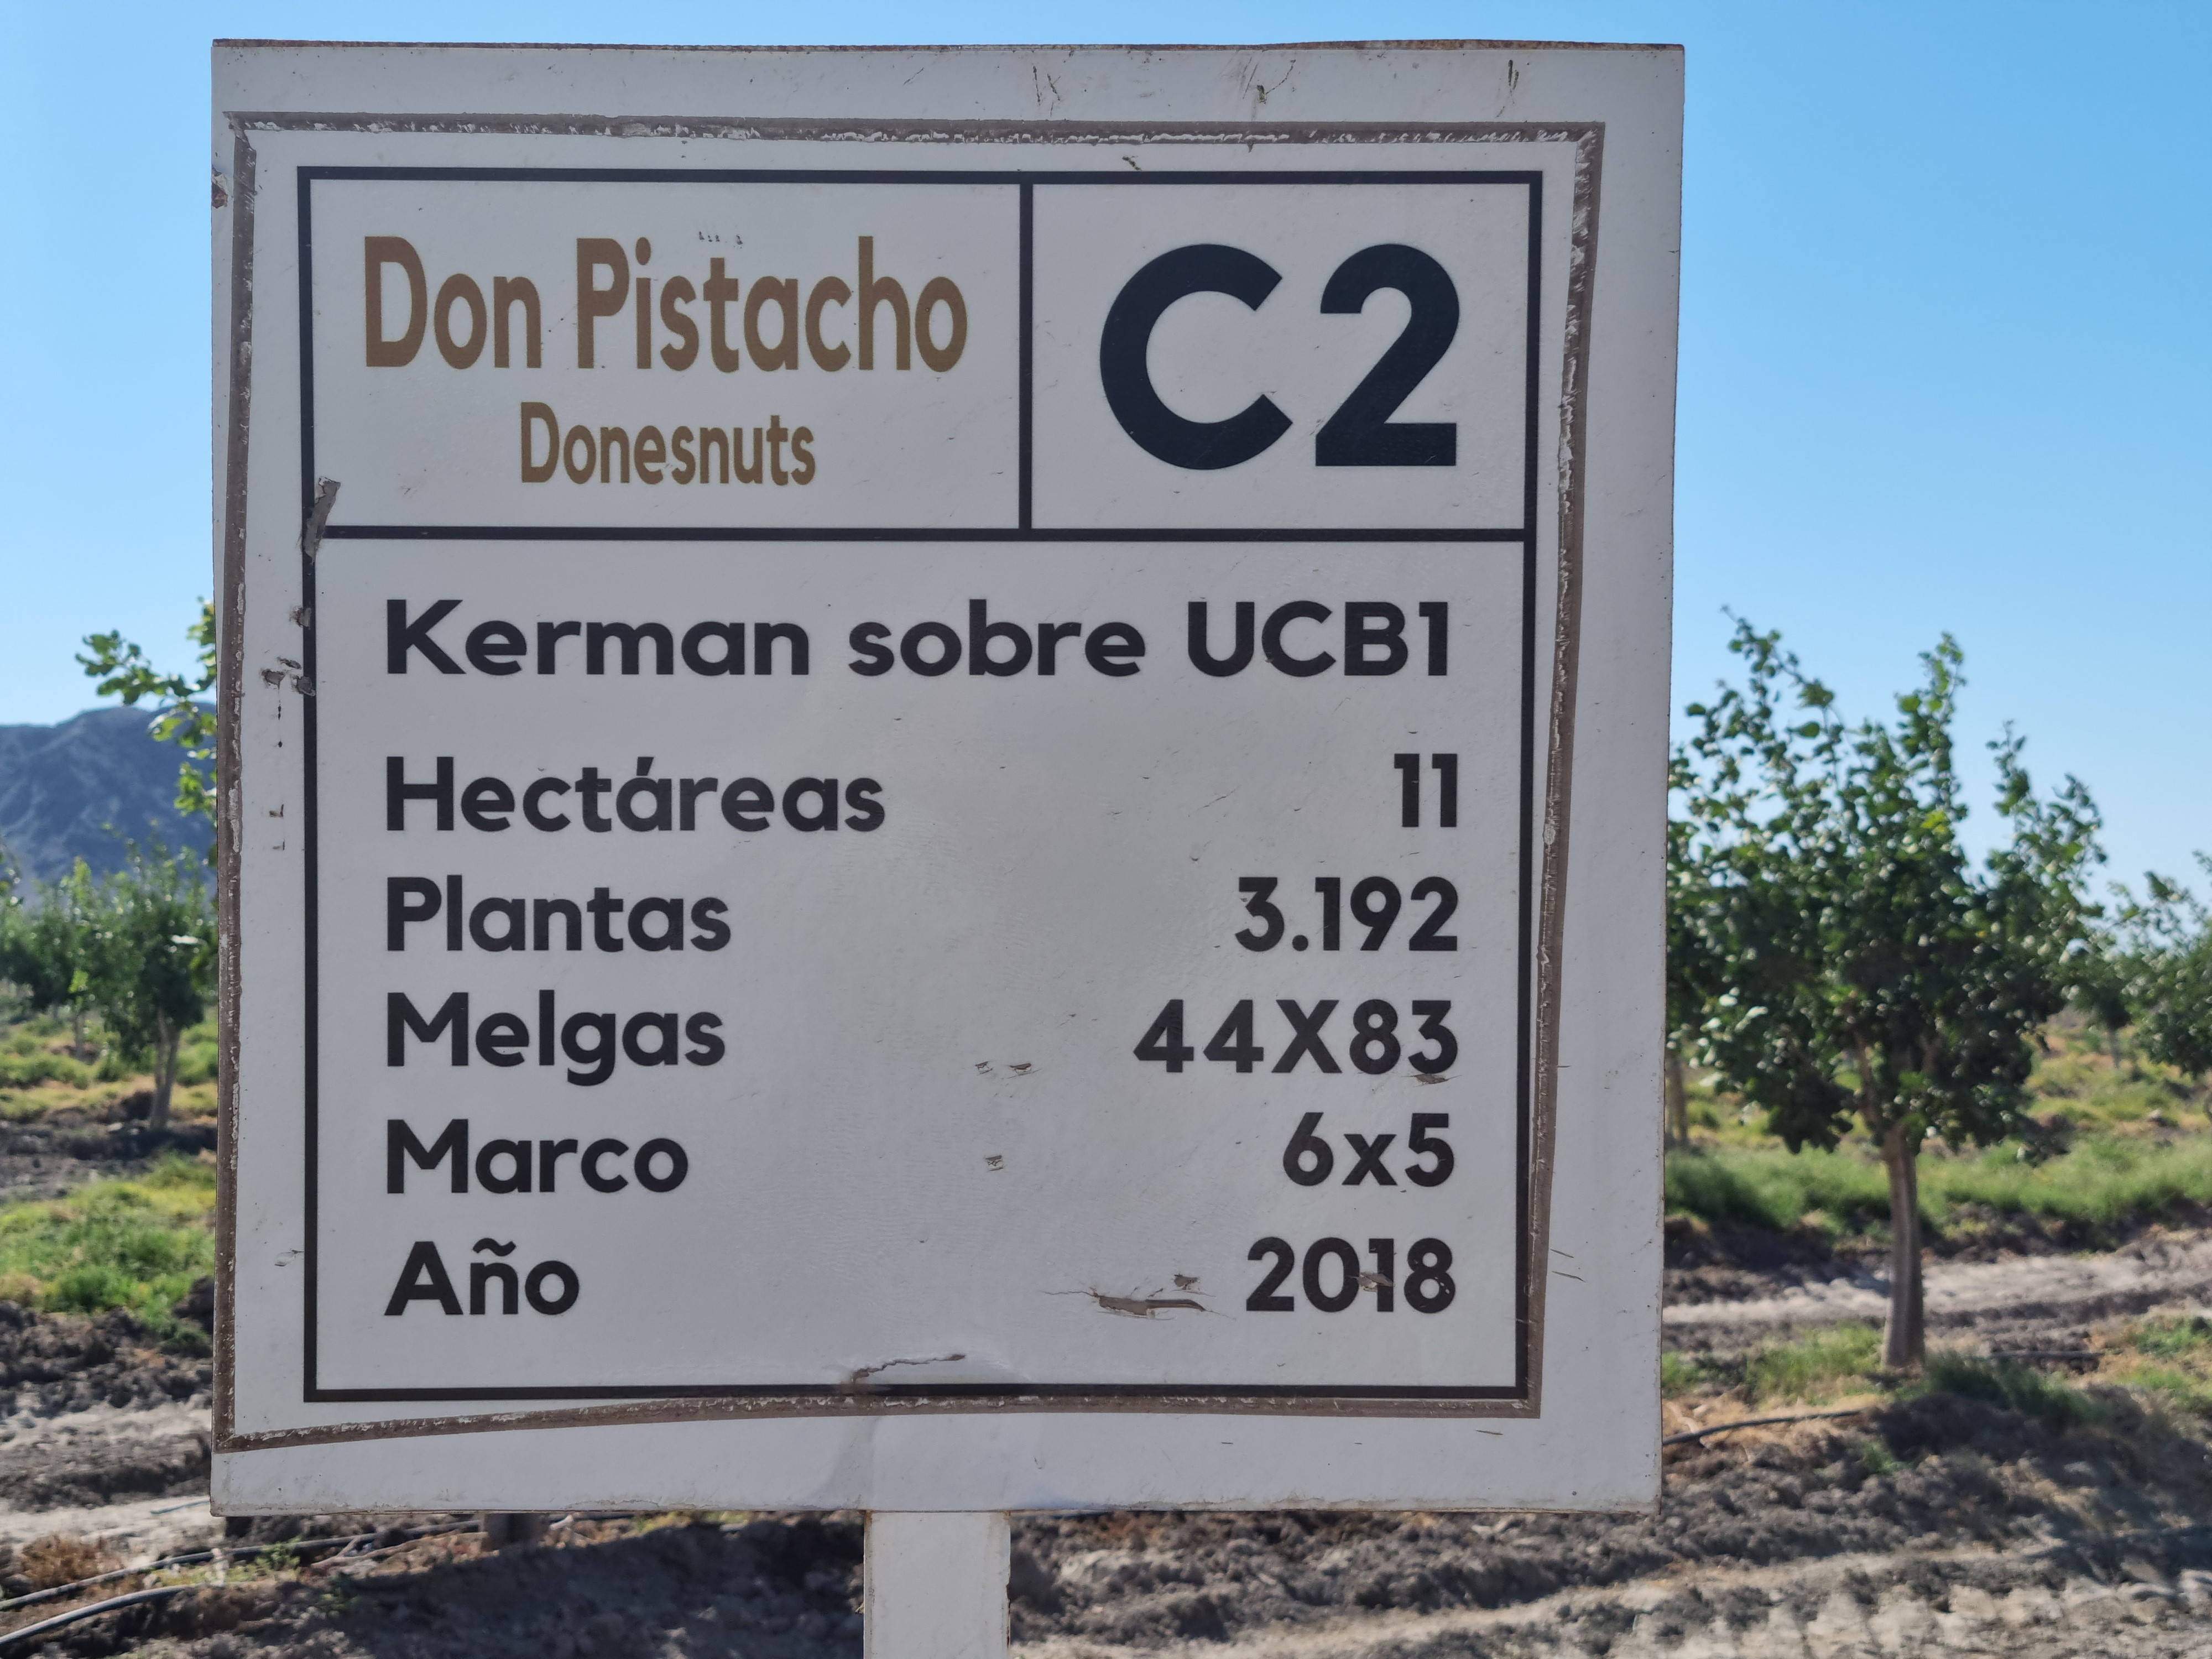 Don Pistacho
Donesnuts
C2
Kerman sobre UCB1
Hectáreas 11
Plantas 3.192
Melgas 44X83
Marco 6x5
Año 2018